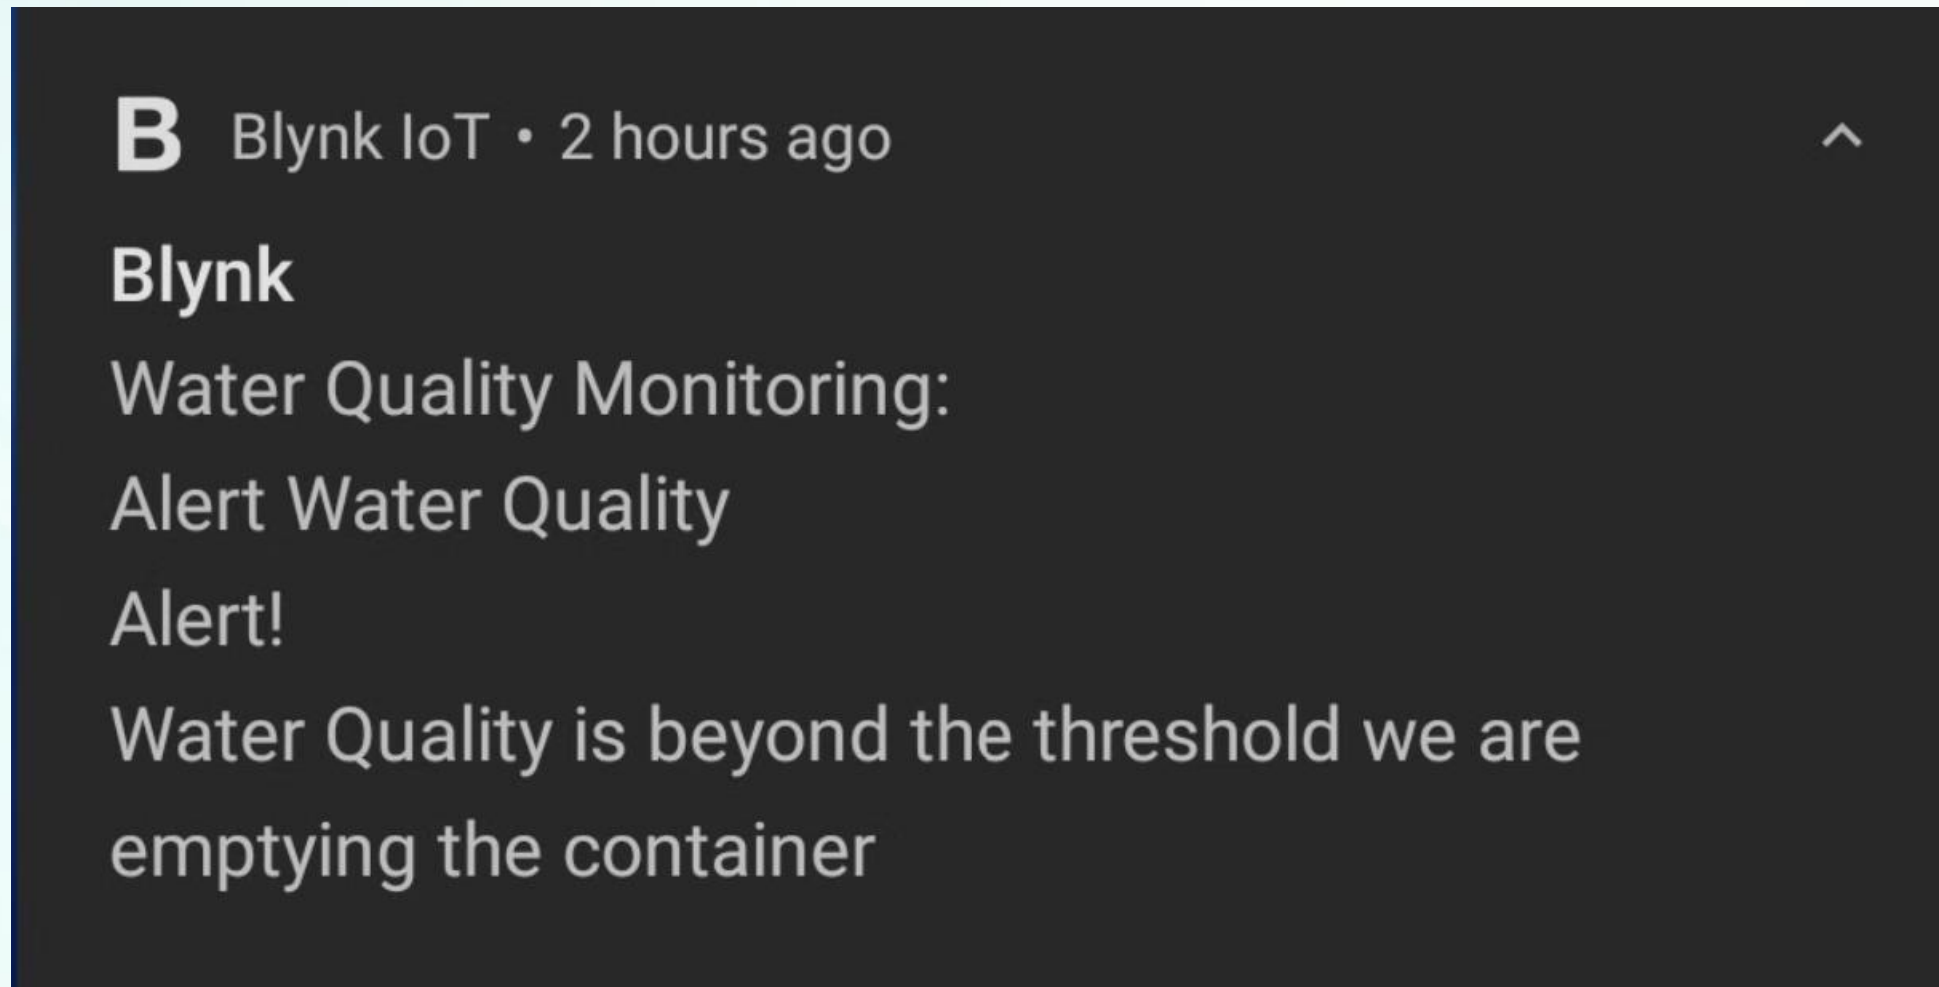 B Blynk IoT • 2 hours ago
Blynk
Water Quality Monitoring:
Alert Water Quality
Alert!
Water Quality is beyond the threshold we are
emptying the container